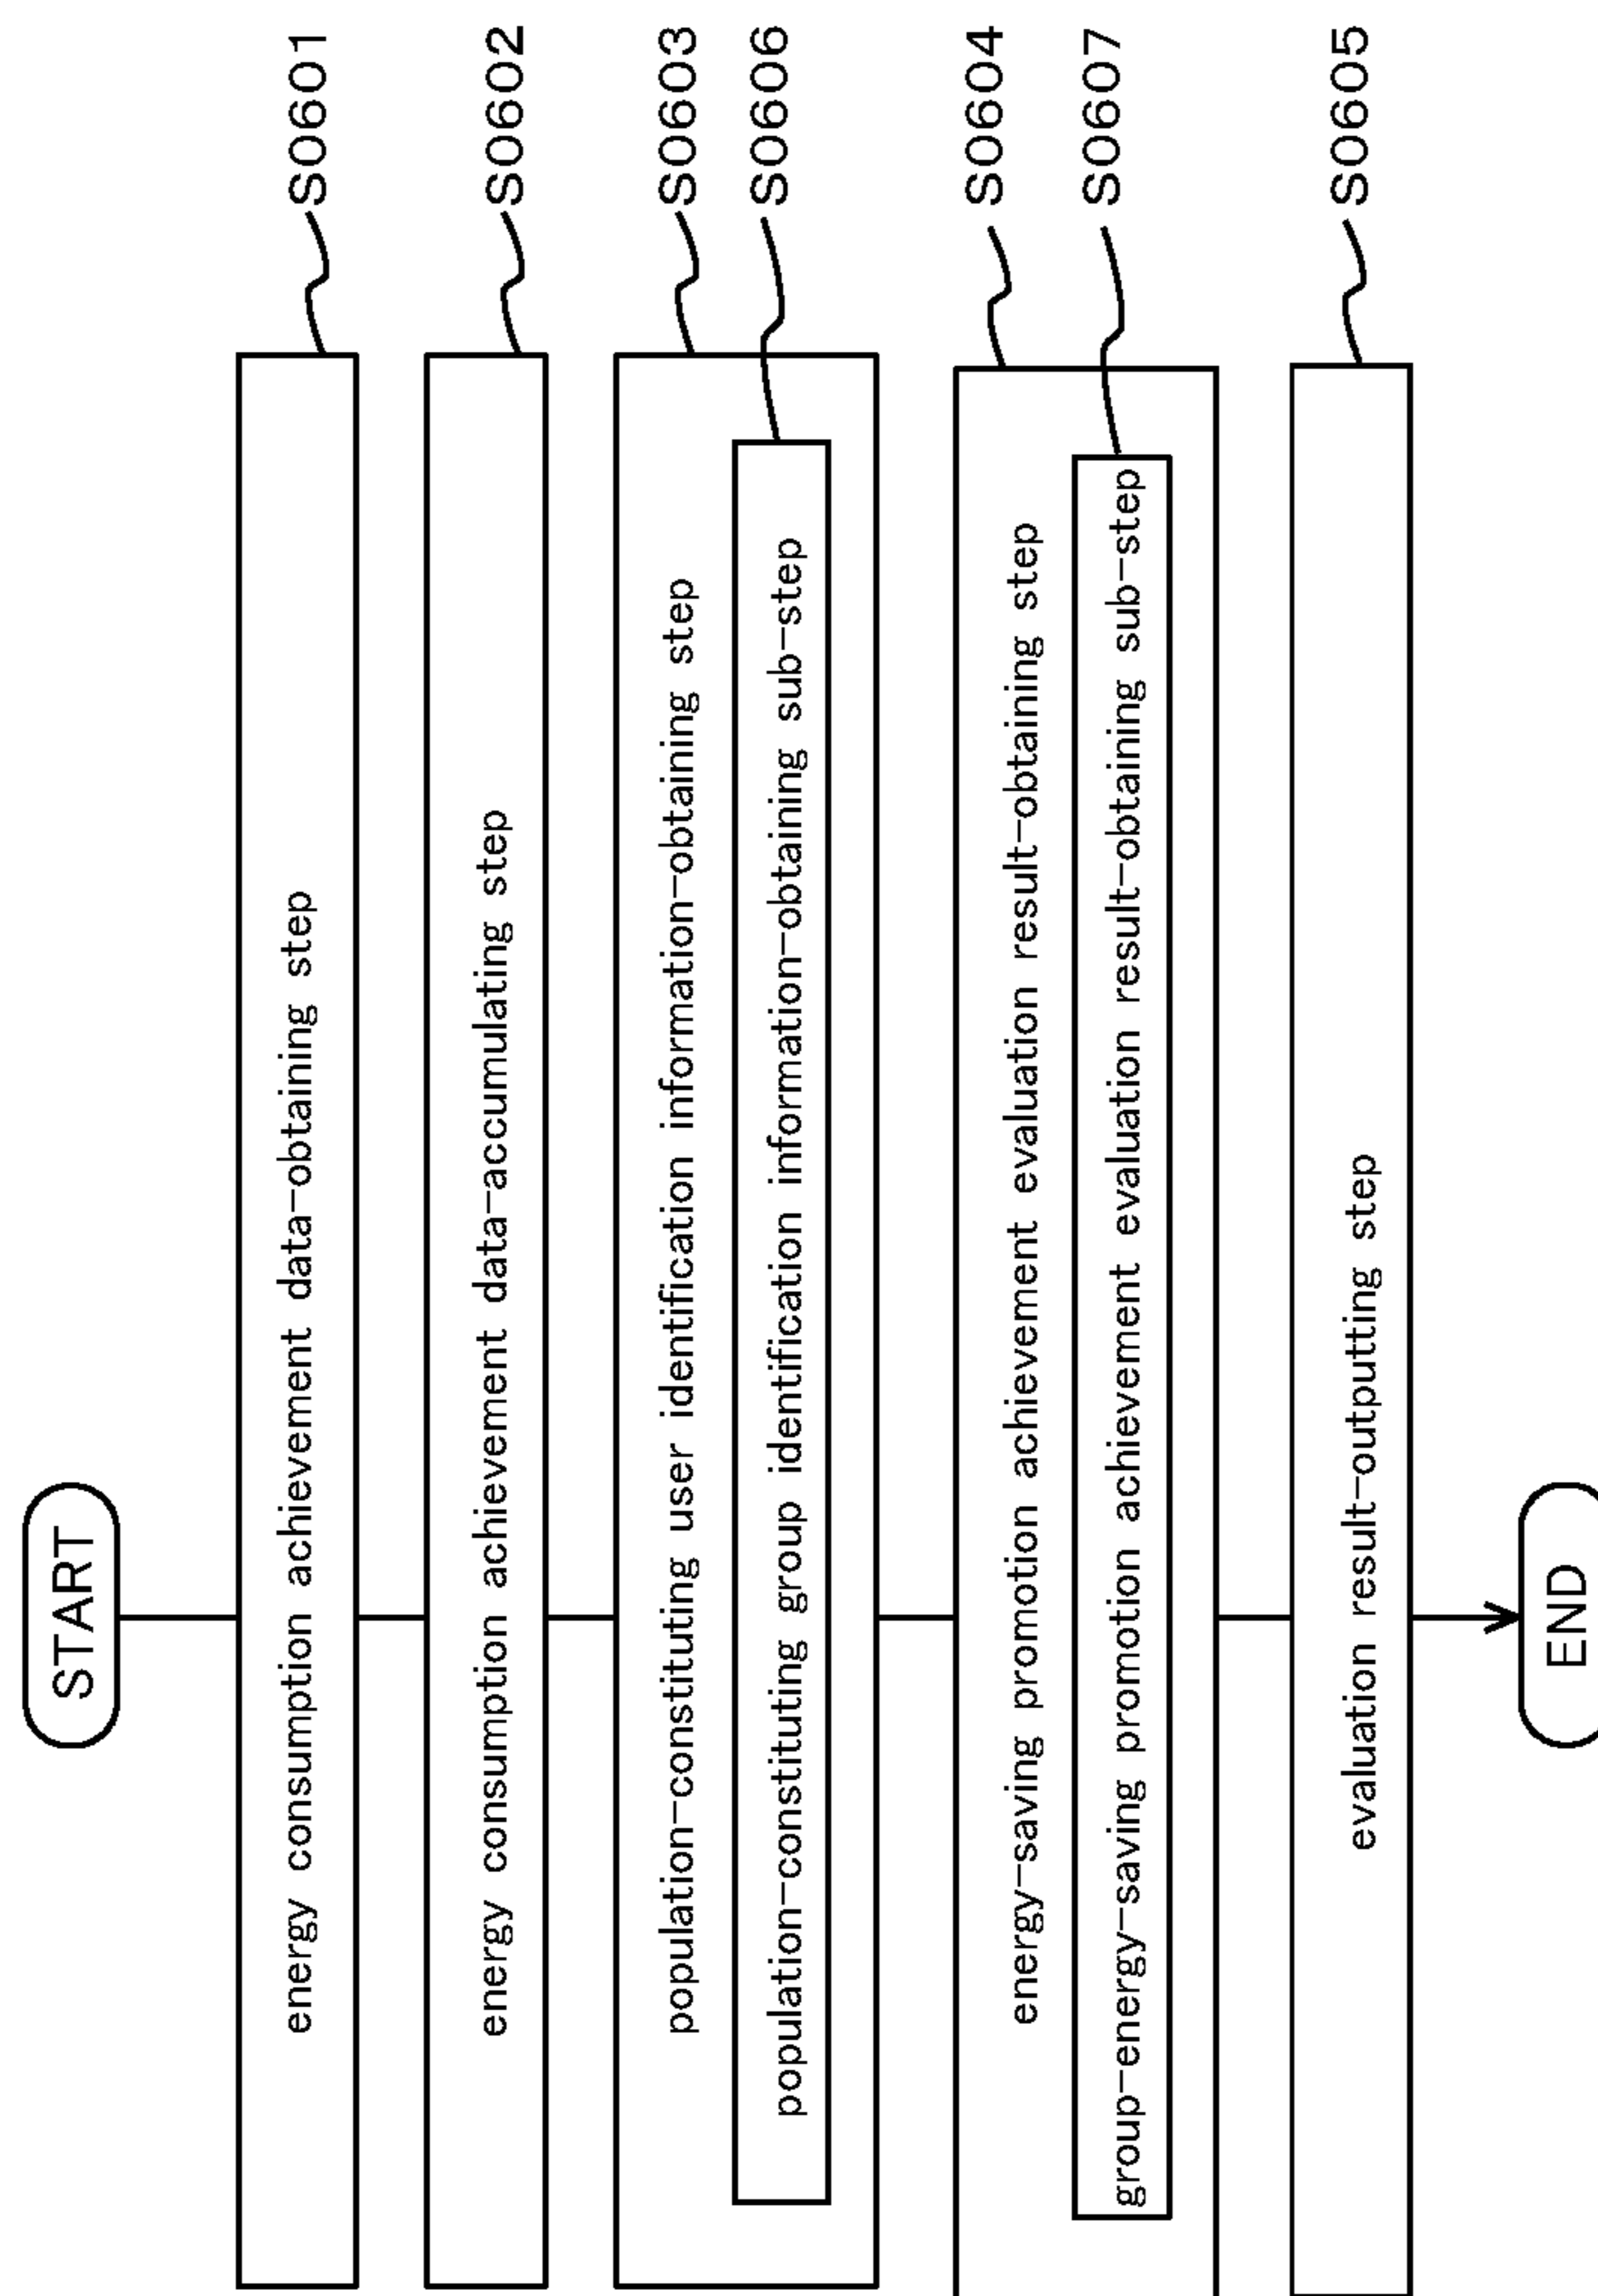 START
energy consumption achievement data-obtaining step
S0601
energy consumption achievement data-accumulating step
S0602
population-constituting user identification information-obtaining step
S0603
population-constituting group identification information-obtaining sub-step
S0606
energy-saving promotion achievement evaluation result-obtaining step
S0604
group-energy-saving promotion achievement evaluation result-obtaining sub-step
S0607
evaluation result-outputting step
S0605
END